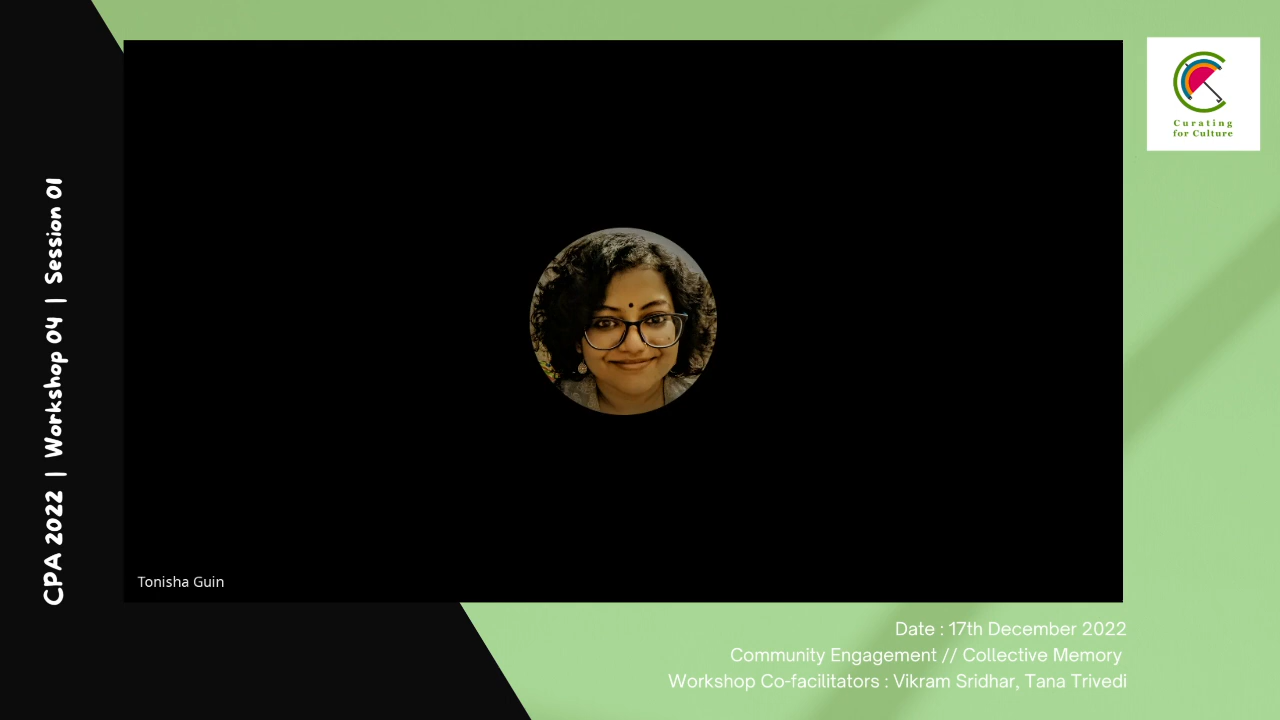 CPA 2022 | Workshop 04 | Session 01
Curating
for Culture
Tonisha Guin
Date : 17th December 2022
Community Engagement // Collective Memory
Workshop Co-facilitators : Vikram Sridhar, Tana Trivedi